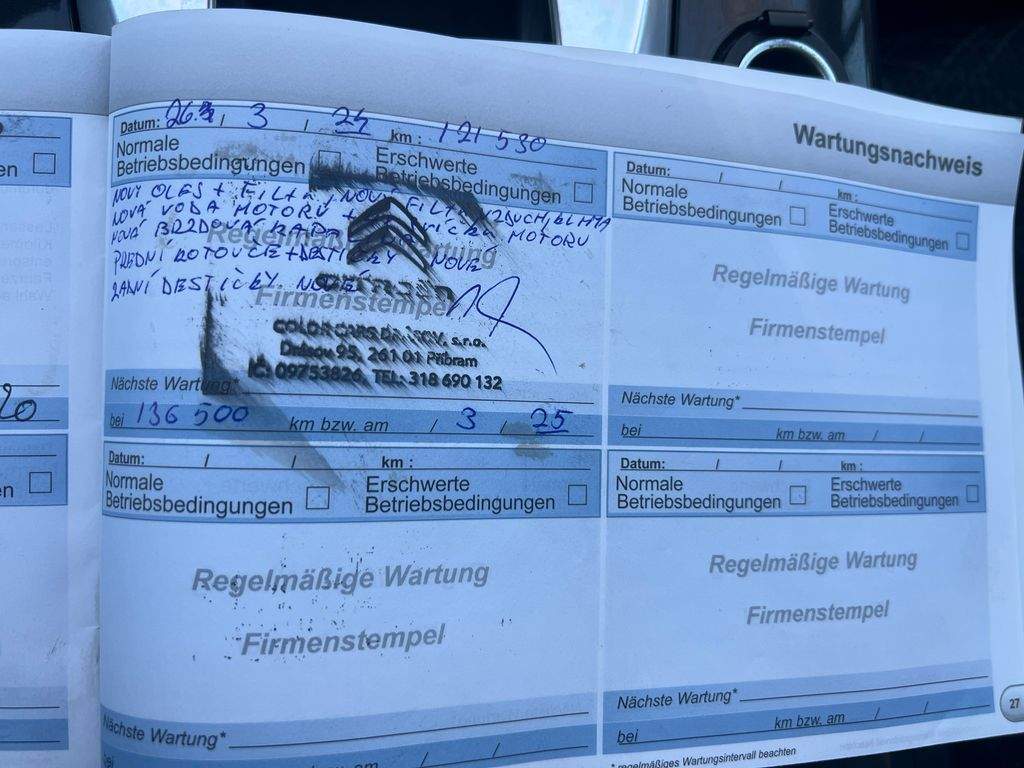 Wartungsnachweis
Datum: 26. / 3 / 24 km : 121 530
Normale Betriebsbedingungen
Erschwerte Betriebsbedingungen
NOVÝ OLEJ + FILTR, NOVÝ FILTR VZDUCH, KLIMA
NOVÁ VODA MOTORU + MOTORU
NOVÁ BRZDOVÁ
PŘEDNÍ KOTOUČE + DESTIČKY NOVÉ
ZADNÍ DESTIČKY NOVÉ
Regelmäßige Wartung
Firmenstempel
COLOR CARS s.r.o.
95, 261 01 Příbram
IČ: 09753826, TEL: 318 690 132
Nächste Wartung*
bei 136 500 km bzw. am / 3 / 25
Datum: / / km :
Normale Betriebsbedingungen
Erschwerte Betriebsbedingungen
Regelmäßige Wartung
Firmenstempel
Nächste Wartung*
bei km bzw. am / /
Datum: / / km :
Normale Betriebsbedingungen
Erschwerte Betriebsbedingungen
Regelmäßige Wartung
Firmenstempel
Nächste Wartung*
bei km bzw. am / /
Datum: / / km :
Normale Betriebsbedingungen
Erschwerte Betriebsbedingungen
Regelmäßige Wartung
Firmenstempel
Nächste Wartung*
bei km bzw. am / /
* regelmäßiges Wartungsintervall beachten
27